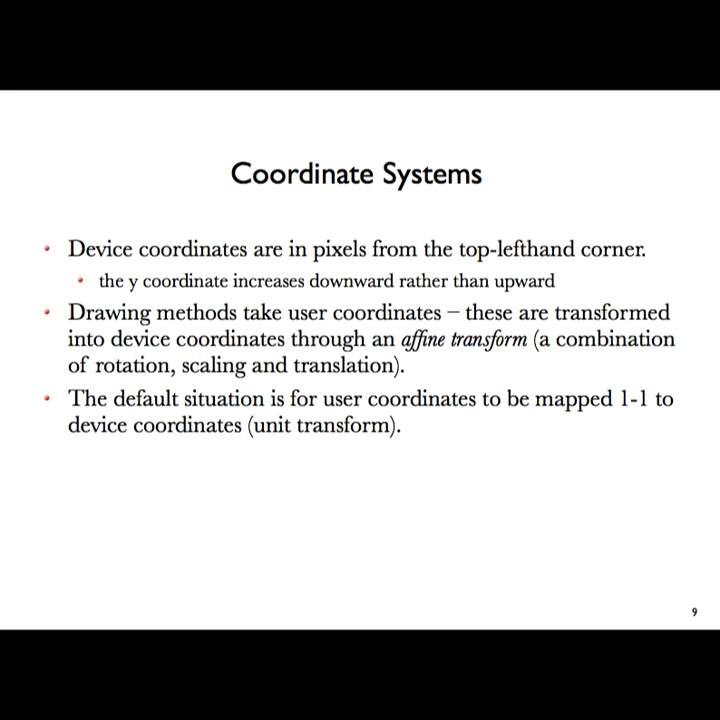 Coordinate Systems
• Device coordinates are in pixels from the top-lefthand corner.
• the y coordinate increases downward rather than upward
• Drawing methods take user coordinates – these are transformed
into device coordinates through an affine transform (a combination
of rotation, scaling and translation).
• The default situation is for user coordinates to be mapped 1-1 to
device coordinates (unit transform).
9